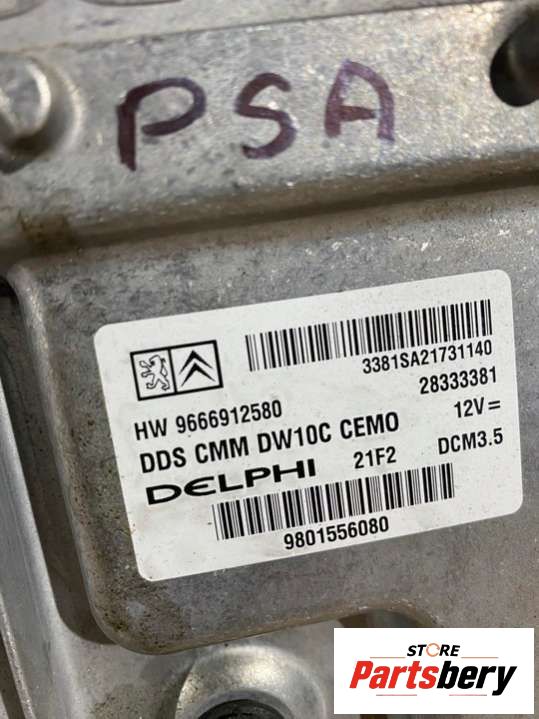 PSA
3381SA21731140
28333381
HW 9666912580
12V =
DDS CMM DW10C CEMO
DELPHI 21F2 DCM3.5
9801556080
STORE
Partsbery